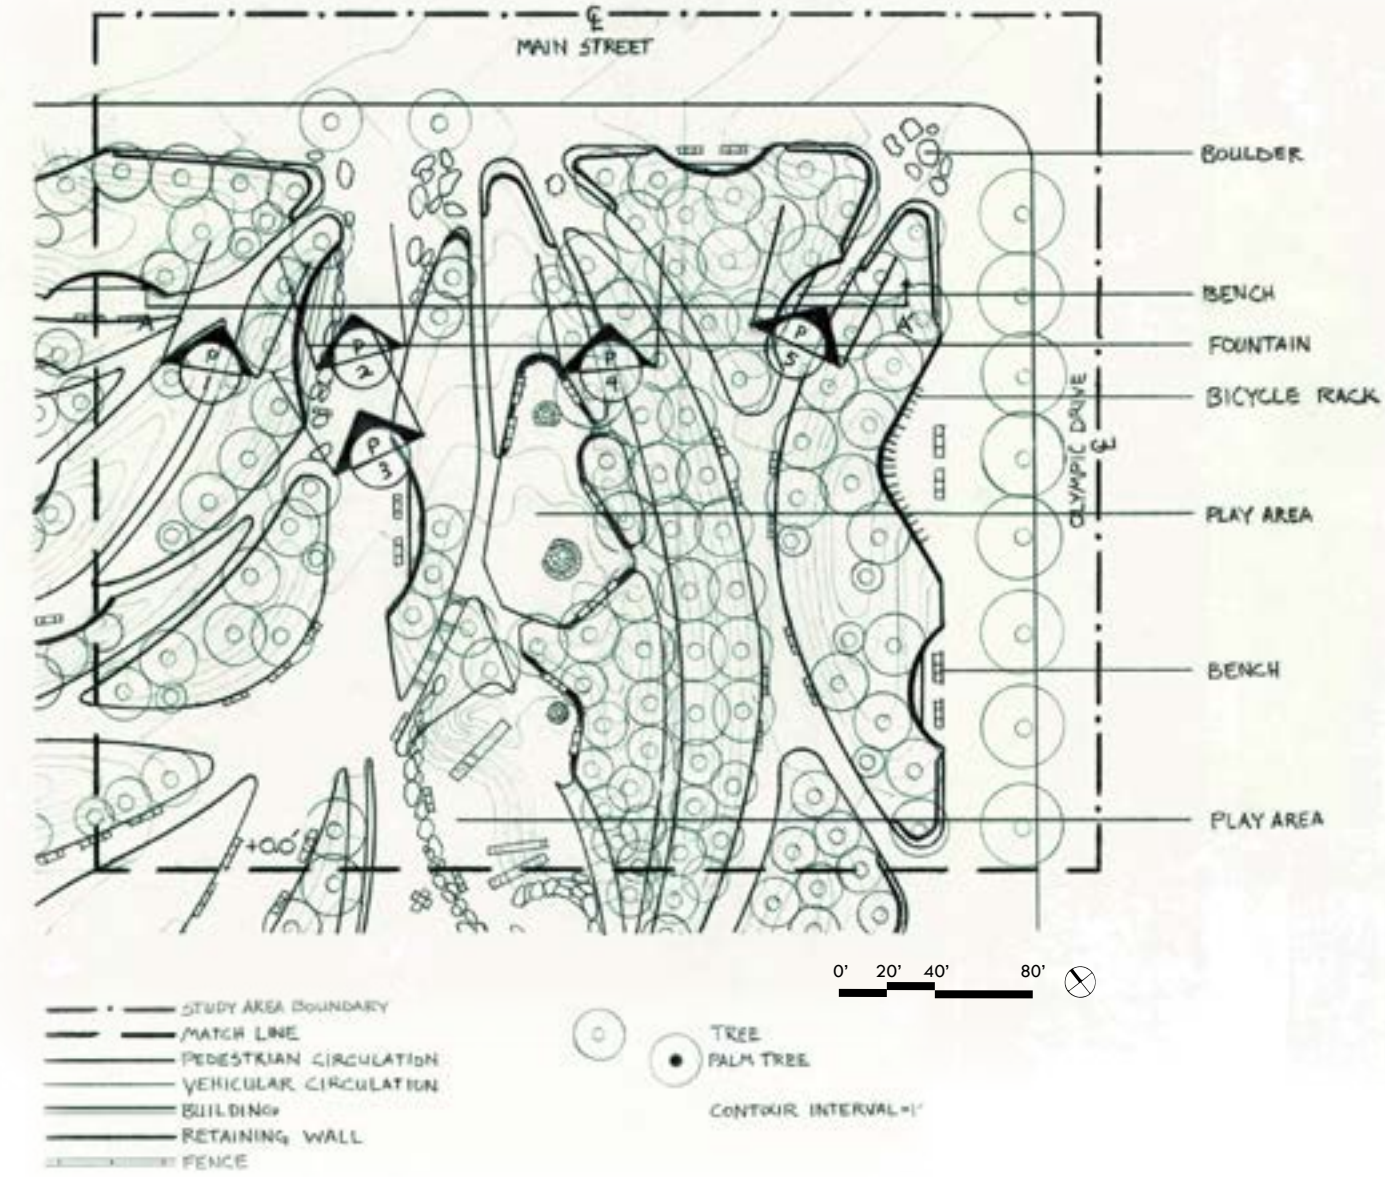 ℄
MAIN STREET
BOULDER
BENCH
FOUNTAIN
BICYCLE RACK
PLAY AREA
BENCH
PLAY AREA
OLYMPIC DRIVE
℄
A
A'
P
1
P
2
P
3
P
4
P
5
+0.0'
0' 20' 40' 80'
STUDY AREA BOUNDARY
MATCH LINE
PEDESTRIAN CIRCULATION
VEHICULAR CIRCULATION
BUILDING
RETAINING WALL
FENCE
TREE
PALM TREE
CONTOUR INTERVAL=1'